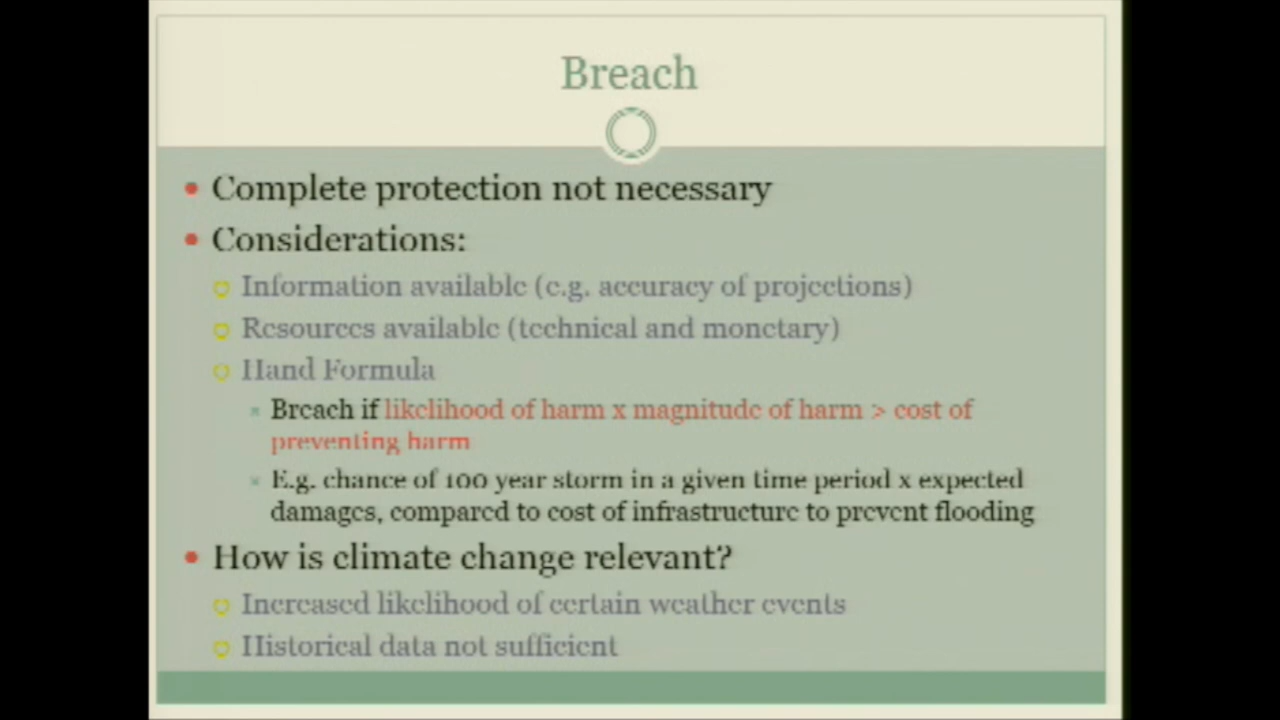 Breach
• Complete protection not necessary
• Considerations:
Information available (e.g. accuracy of projections)
Resources available (technical and monetary)
Hand Formula
Breach if likelihood of harm x magnitude of harm > cost of
preventing harm
E.g. chance of 100 year storm in a given time period x expected
damages, compared to cost of infrastructure to prevent flooding
• How is climate change relevant?
Increased likelihood of certain weather events
Historical data not sufficient